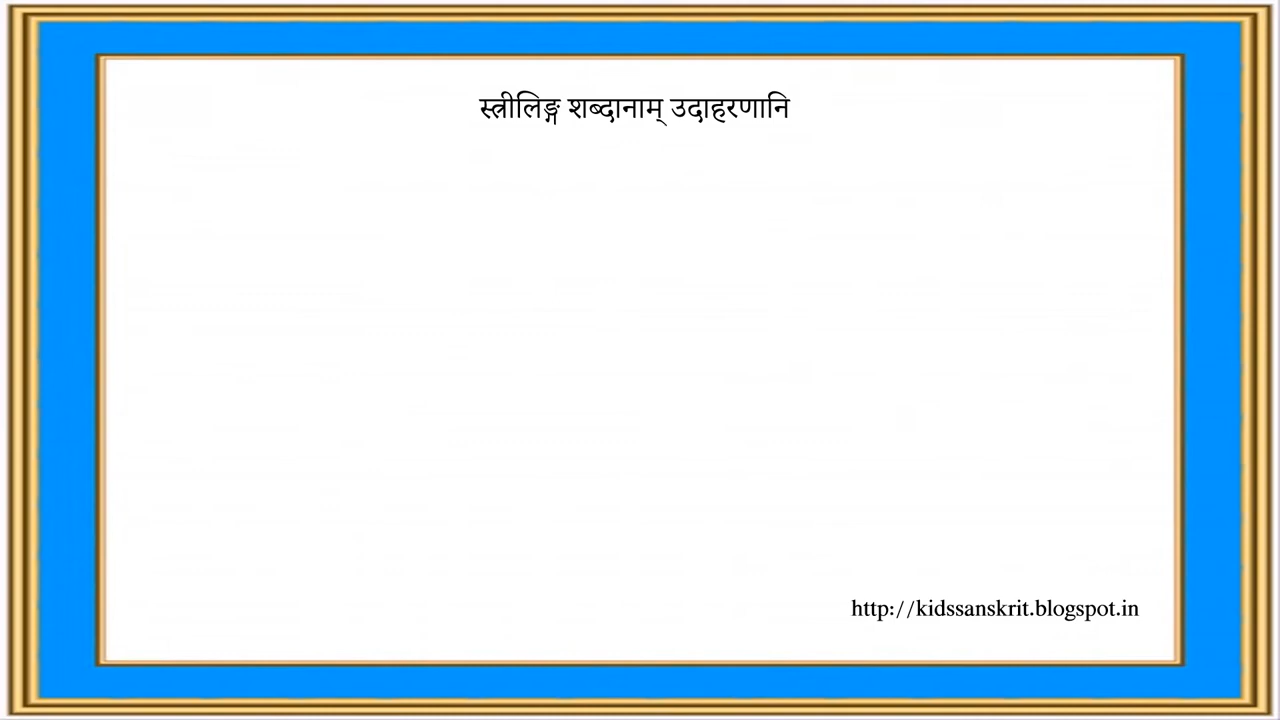 स्त्रीलिङ्ग शब्दानाम् उदाहरणानि
http://kidssanskrit.blogspot.in